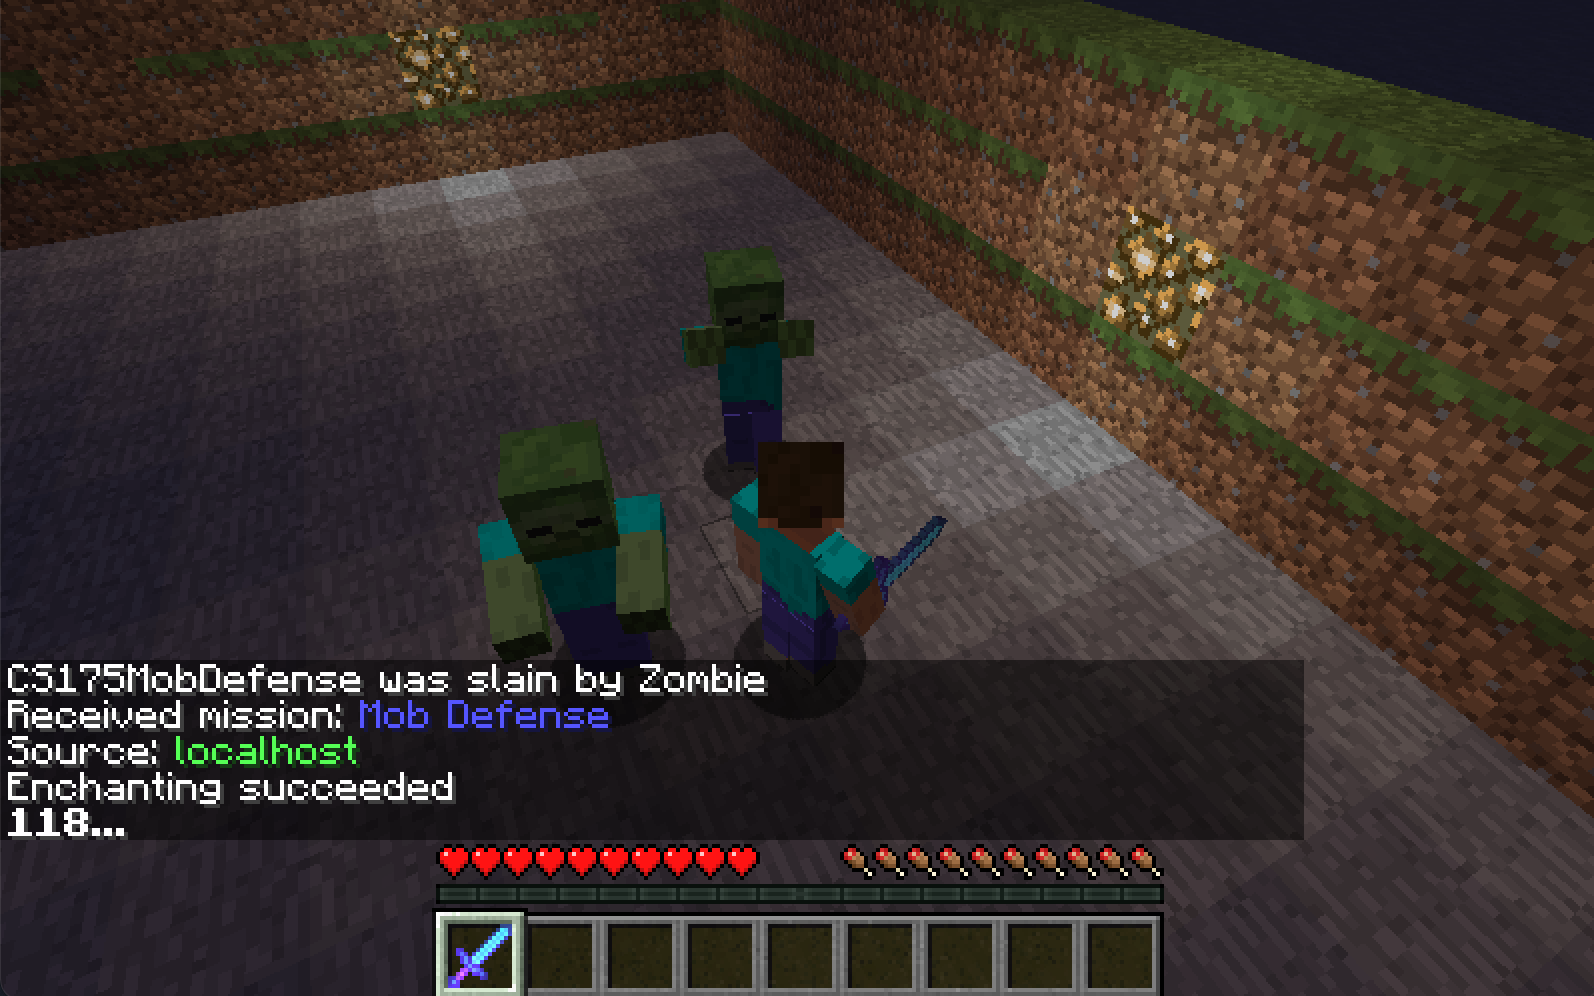 CS175MobDefense was slain by Zombie
Received mission: Mob Defense
Source: localhost
Enchanting succeeded
118...